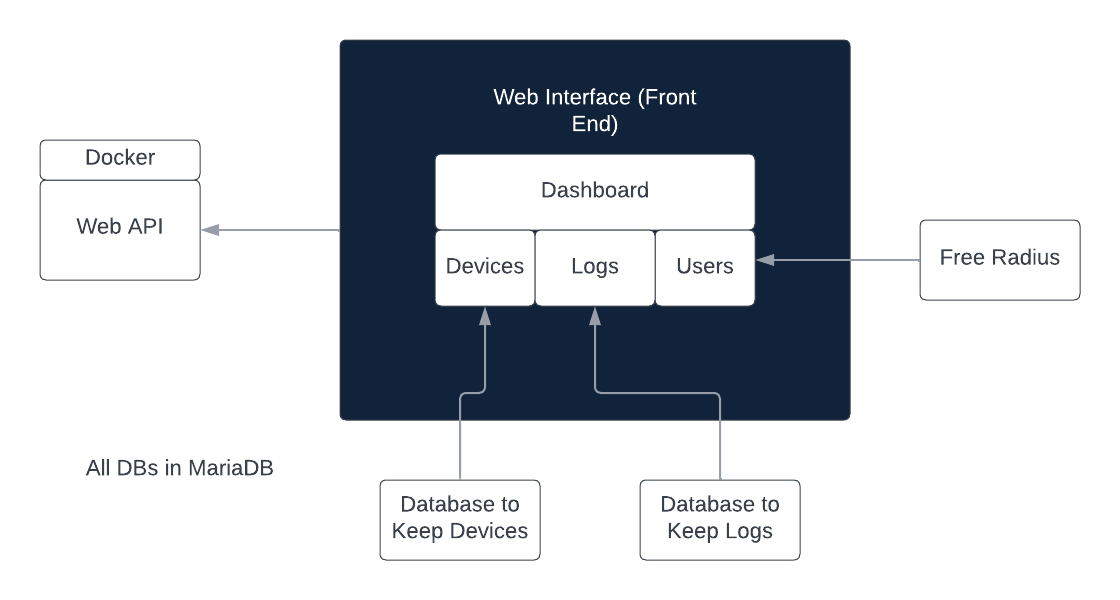 Web Interface (Front
End)
Docker
Web API
Dashboard
Devices
Logs
Users
Free Radius
All DBs in MariaDB
Database to
Keep Devices
Database to
Keep Logs